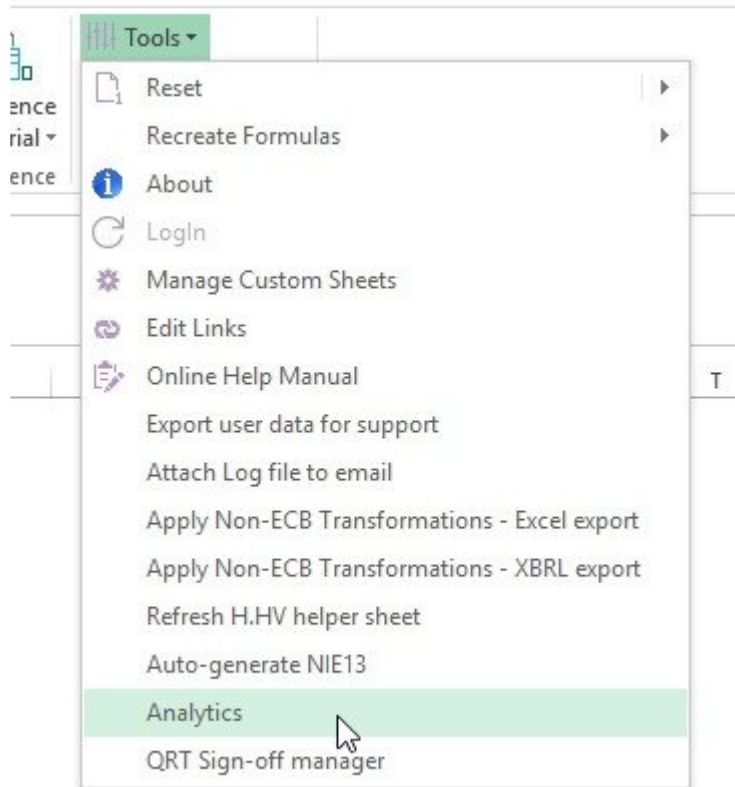 Tools
ence
rial
ence
Reset
Recreate Formulas
About
LogIn
Manage Custom Sheets
Edit Links
Online Help Manual
T
Export user data for support
Attach Log file to email
Apply Non-ECB Transformations - Excel export
Apply Non-ECB Transformations - XBRL export
Refresh H.HV helper sheet
Auto-generate NIE13
Analytics
QRT Sign-off manager